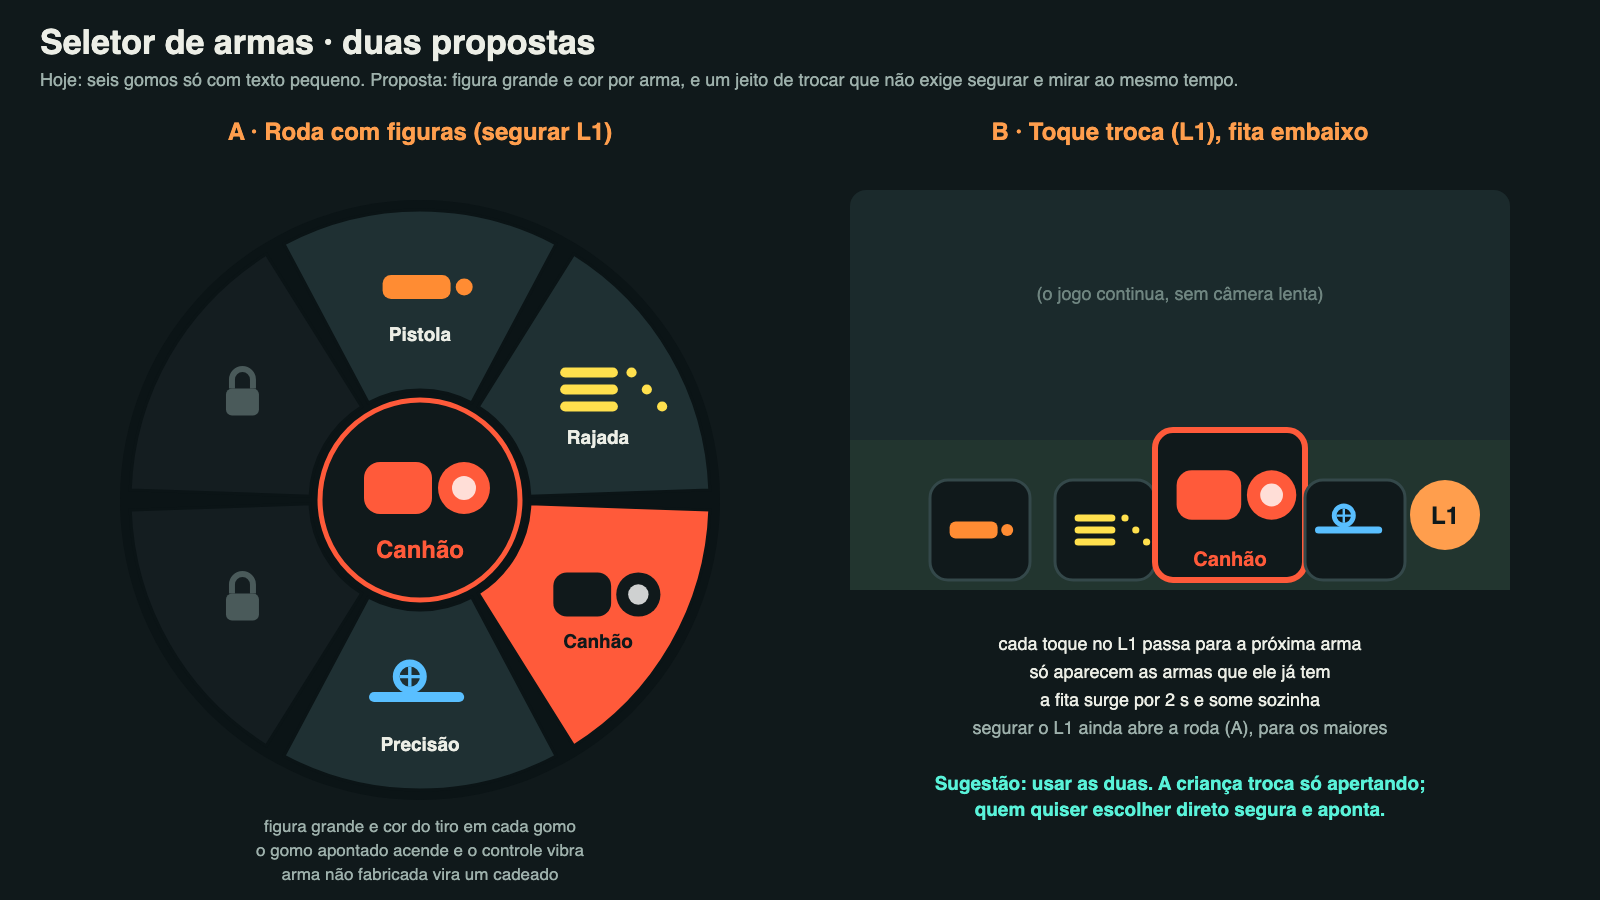 Seletor de armas · duas propostas
Hoje: seis gomos só com texto pequeno. Proposta: figura grande e cor por arma, e um jeito de trocar que não exige segurar e mirar ao mesmo tempo.
A · Roda com figuras (segurar L1)
Pistola
Rajada
Canhão
Canhão
Precisão
figura grande e cor do tiro em cada gomo
o gomo apontado acende e o controle vibra
arma não fabricada vira um cadeado
B · Toque troca (L1), fita embaixo
(o jogo continua, sem câmera lenta)
Canhão
L1
cada toque no L1 passa para a próxima arma
só aparecem as armas que ele já tem
a fita surge por 2 s e some sozinha
segurar o L1 ainda abre a roda (A), para os maiores
Sugestão: usar as duas. A criança troca só apertando;
quem quiser escolher direto segura e aponta.